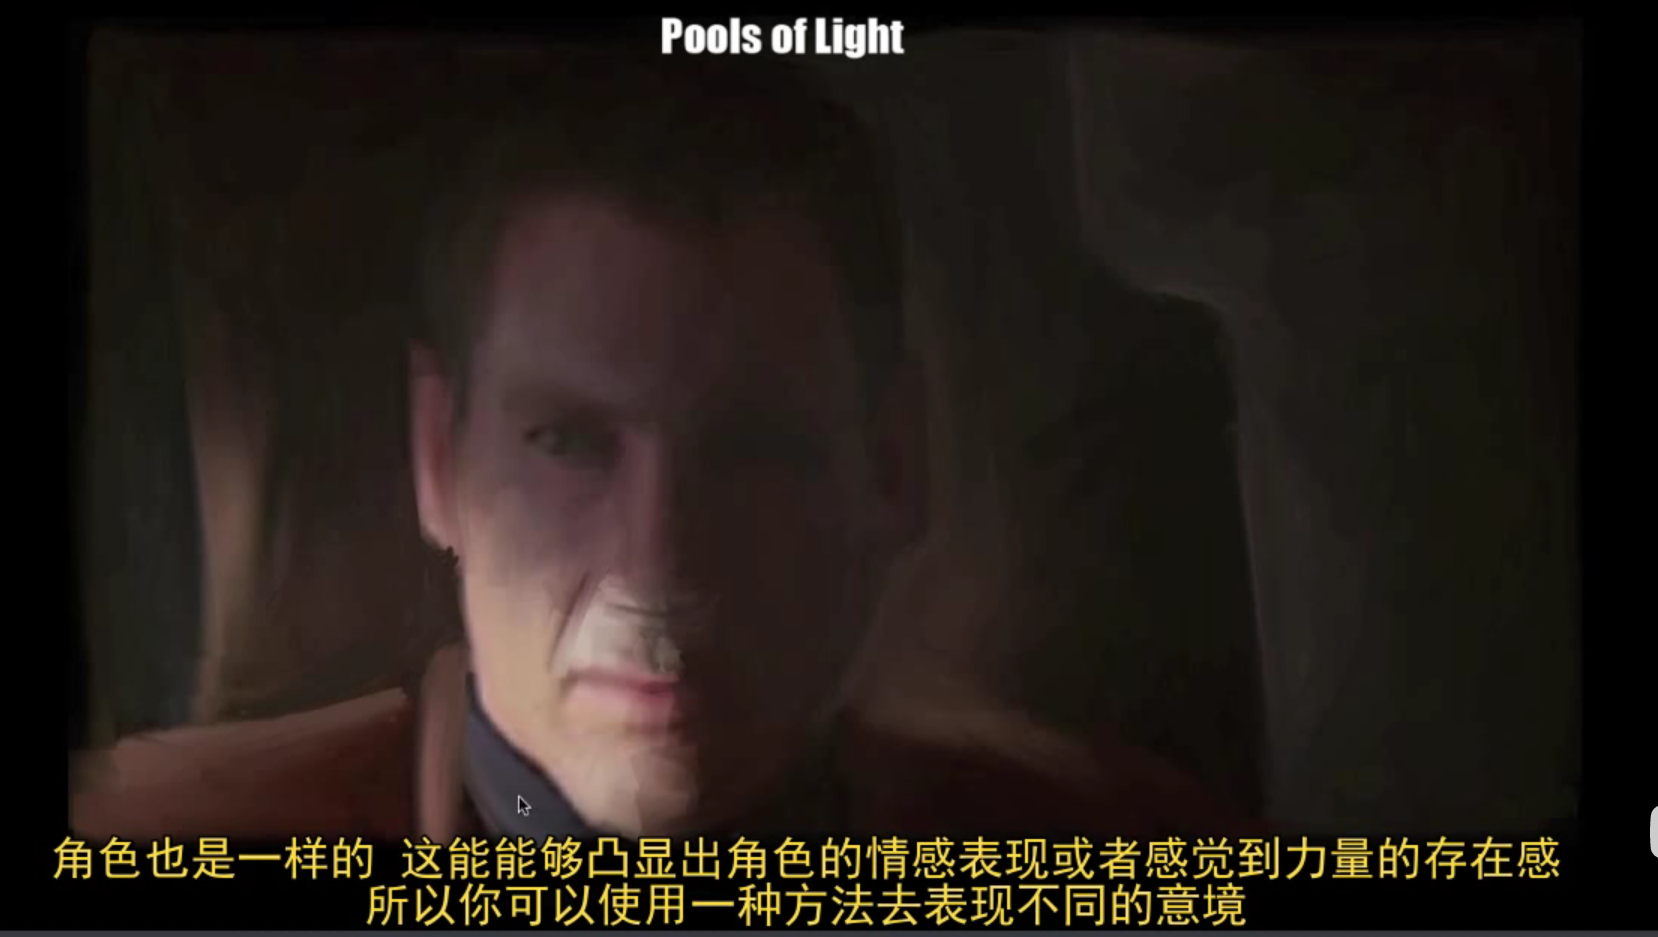 Pools of Light
角色也是一样的 这能能够凸显出角色的情感表现或者感觉到力量的存在感
所以你可以使用一种方法去表现不同的意境